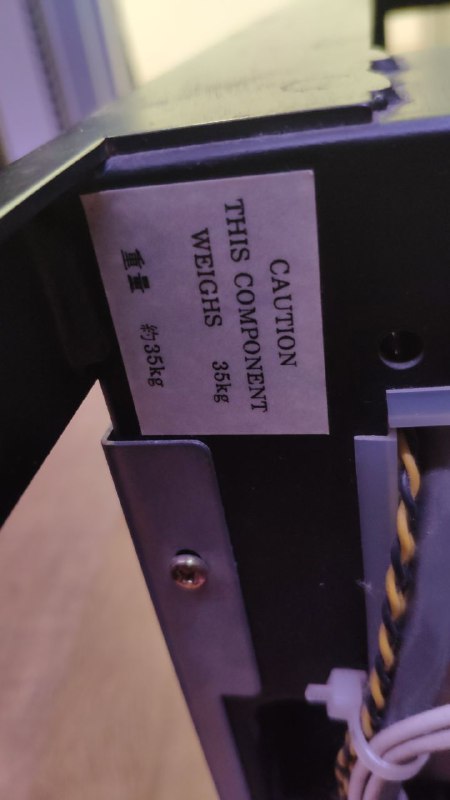 CAUTION
THIS COMPONENT
WEIGHS 35kg
重量 約35kg